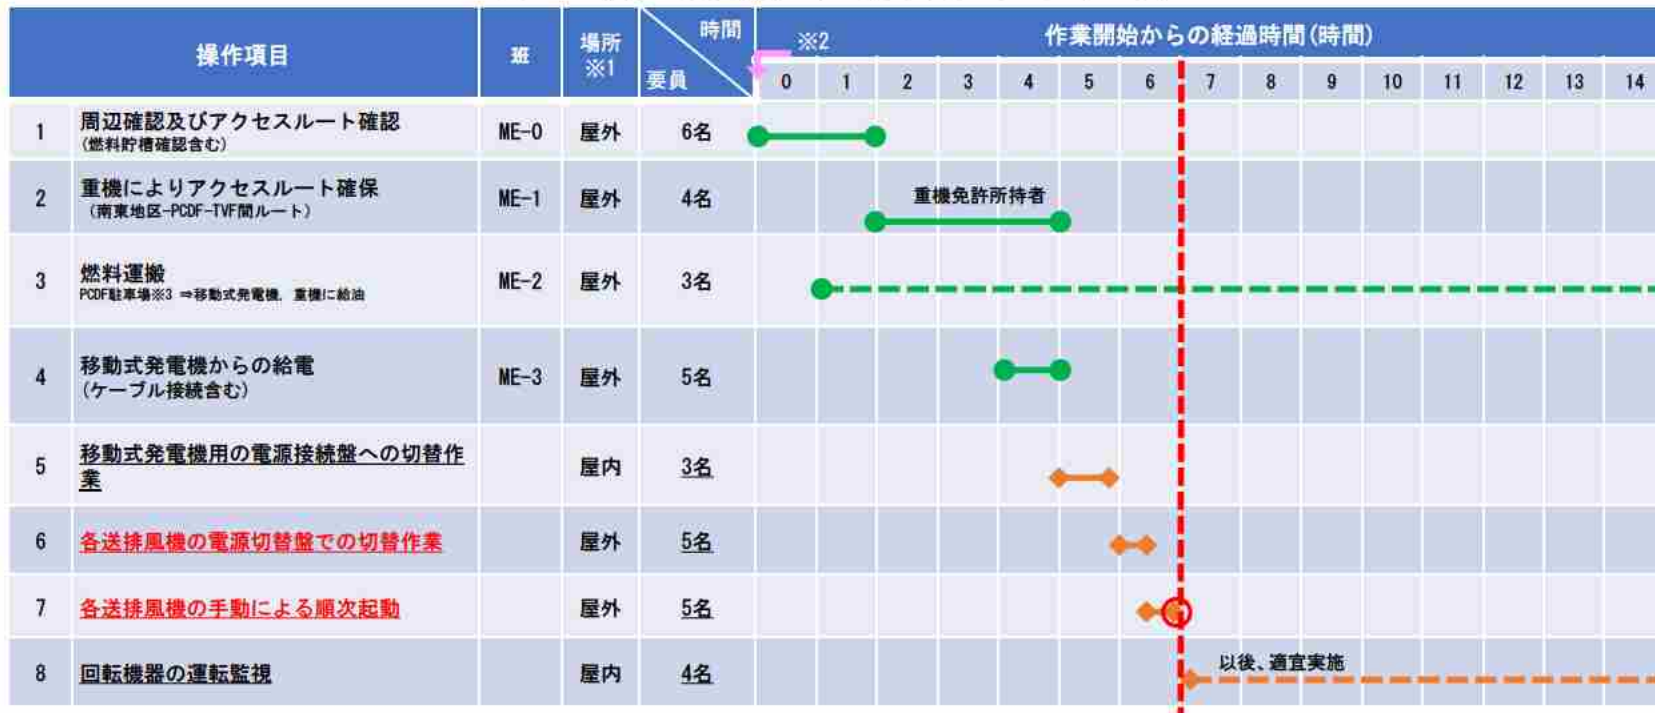 操作項目 班 場所 ※1 時間 要員 ※2 作業開始からの経過時間(時間)
0 1 2 3 4 5 6 7 8 9 10 11 12 13 14
1 周辺確認及びアクセスルート確認 ME-0 屋外 6名
(燃料貯槽確認含む)
2 重機によりアクセスルート確保 ME-1 屋外 4名 重機免許所持者
(南東地区-PCDF-TVF間ルート)
3 燃料運搬 ME-2 屋外 3名
PCDF駐車場※3 ⇒移動式発電機, 重機に給油
4 移動式発電機からの給電 ME-3 屋外 5名
(ケーブル接続含む)
5 移動式発電機用の電源接続盤への切替作 屋内 3名
業
6 各送排風機の電源切替盤での切替作業 屋外 5名
7 各送排風機の手動による順次起動 屋外 5名
8 回転機器の運転監視 屋内 4名 以後、適宜実施